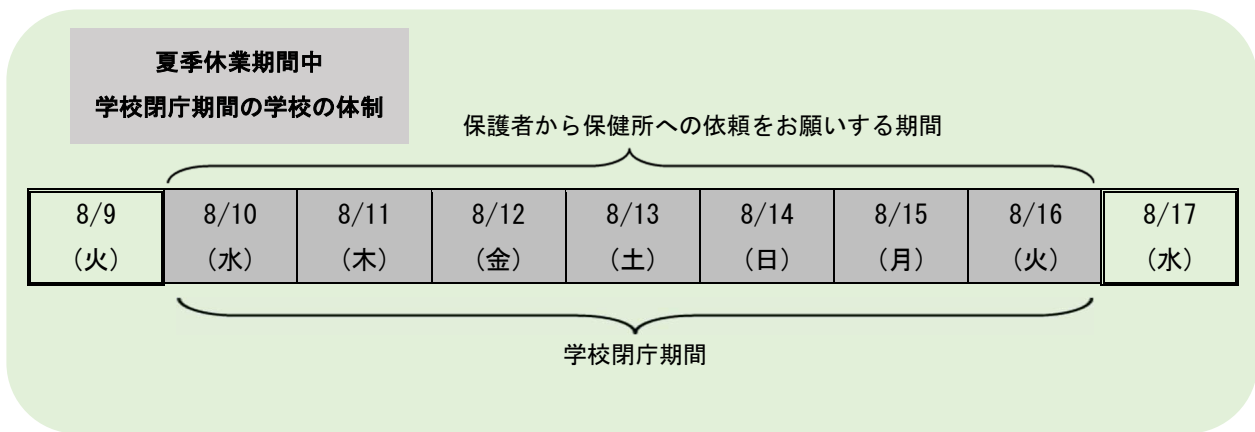 夏季休業期間中
学校閉庁期間の学校の体制
保護者から保健所への依頼をお願いする期間
8/9 8/10 8/11 8/12 8/13 8/14 8/15 8/16 8/17
（火） （水） （木） （金） （土） （日） （月） （火） （水）
学校閉庁期間